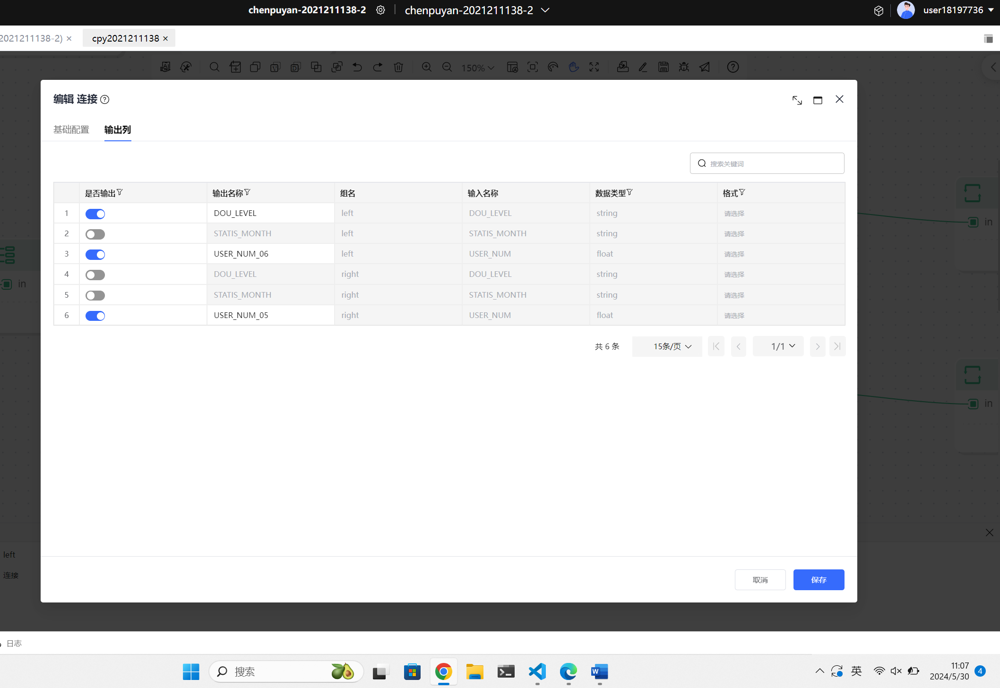 chenpuyan-2021211138-2 chenpuyan-2021211138-2 user18197736
2021211138-2) × cpy2021211138 ×
150%
编辑 连接
基础配置 输出列
搜索关键词
是否输出 输出名称 组名 输入名称 数据类型 格式
1 DOU_LEVEL left DOU_LEVEL string 请选择
2 STATIS_MONTH left STATIS_MONTH string 请选择
3 USER_NUM_06 left USER_NUM float 请选择
4 DOU_LEVEL right DOU_LEVEL string 请选择
5 STATIS_MONTH right STATIS_MONTH string 请选择
6 USER_NUM_05 right USER_NUM float 请选择
共 6 条 15条/页 1/1
in
in
in
left
连接
取消 保存
日志
搜索
英
11:07
2024/5/30
4